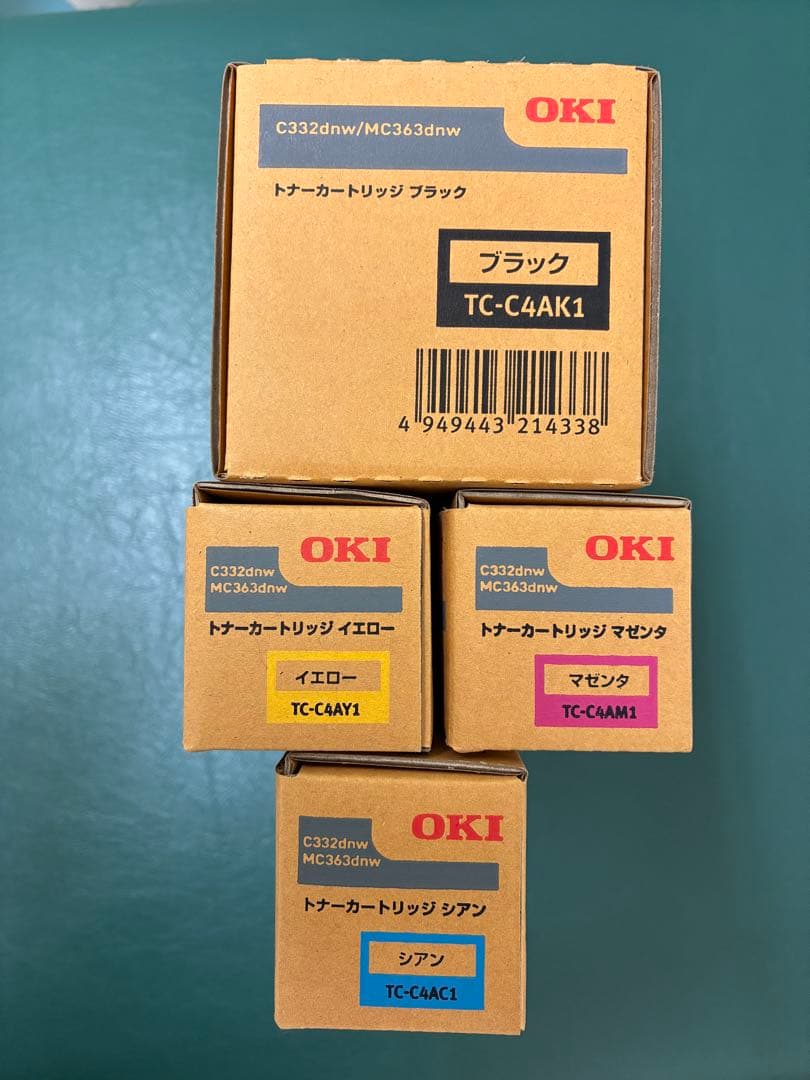 OKI
C332dnw/MC363dnw
トナーカートリッジ ブラック
ブラック
TC-C4AK1
4 949443 214338
OKI
C332dnw
MC363dnw
トナーカートリッジ イエロー
イエロー
TC-C4AY1
OKI
C332dnw
MC363dnw
トナーカートリッジ マゼンタ
マゼンタ
TC-C4AM1
OKI
C332dnw
MC363dnw
トナーカートリッジ シアン
シアン
TC-C4AC1